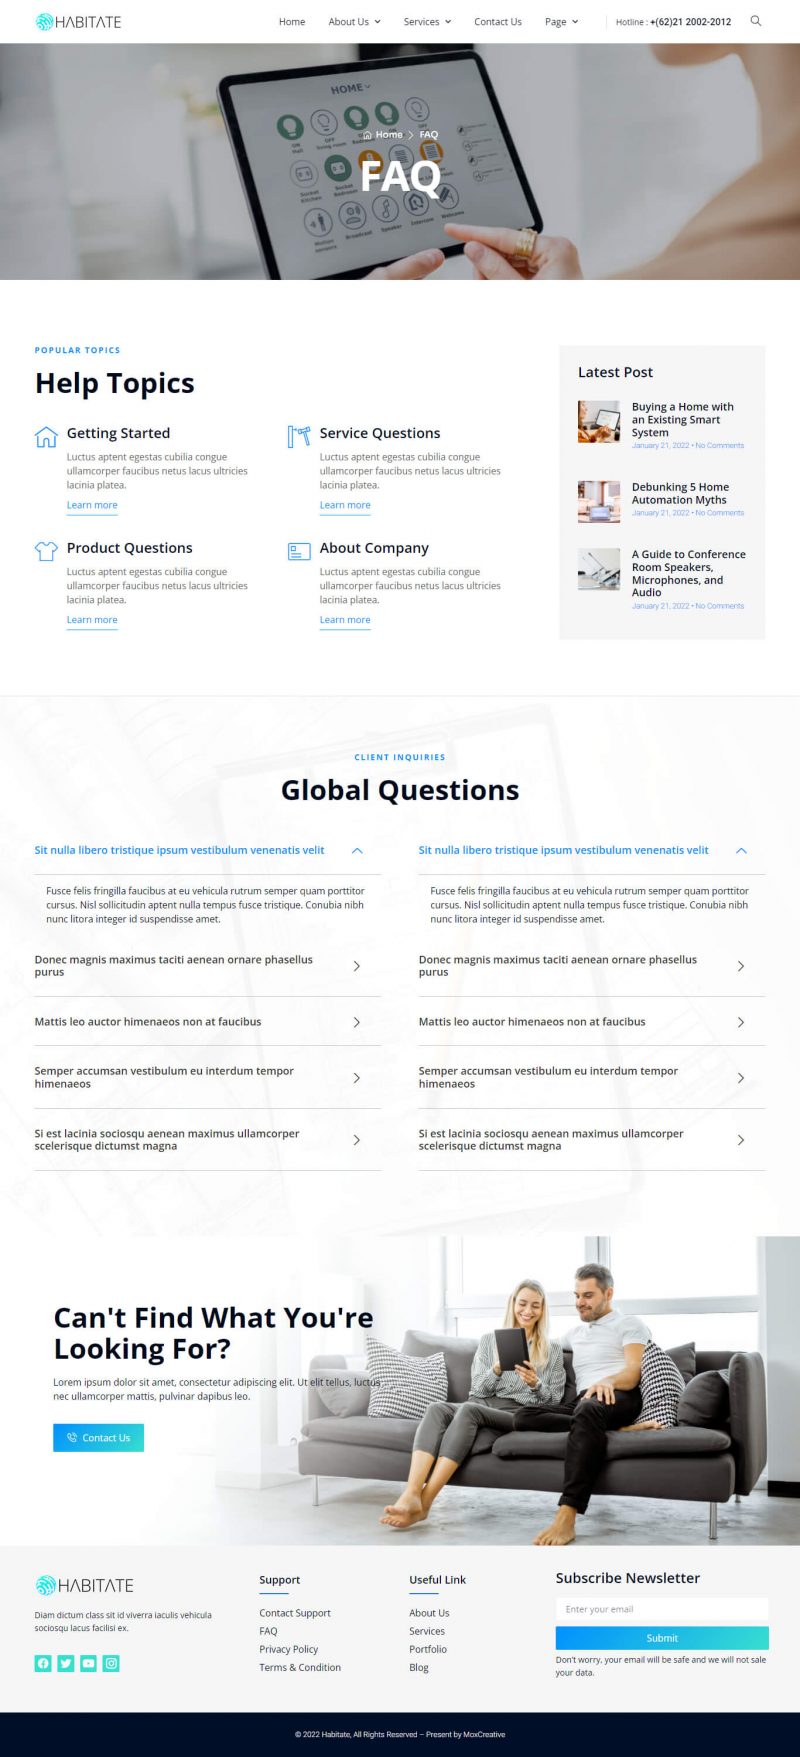 HABITATE
Home About Us Services Contact Us Page Hotline : +(62)21 2002-2012
HOME
Home > FAQ
FAQ
POPULAR TOPICS
Help Topics
Getting Started
Luctus aptent egestas cubilia congue
ullamcorper faucibus netus lacus ultricies
lacinia platea.
Learn more
Service Questions
Luctus aptent egestas cubilia congue
ullamcorper faucibus netus lacus ultricies
lacinia platea.
Learn more
Product Questions
Luctus aptent egestas cubilia congue
ullamcorper faucibus netus lacus ultricies
lacinia platea.
Learn more
About Company
Luctus aptent egestas cubilia congue
ullamcorper faucibus netus lacus ultricies
lacinia platea.
Learn more
Latest Post
Buying a Home with
an Existing Smart
System
January 21, 2022 • No Comments
Debunking 5 Home
Automation Myths
January 21, 2022 • No Comments
A Guide to Conference
Room Speakers,
Microphones, and
Audio
January 21, 2022 • No Comments
CLIENT INQUIRIES
Global Questions
Sit nulla libero tristique ipsum vestibulum venenatis velit
Fusce felis fringilla faucibus at eu vehicula rutrum semper quam porttitor
cursus. Nisl sollicitudin aptent nulla tempus fusce tristique. Conubia nibh
nunc litora integer id suspendisse amet.
Donec magnis maximus taciti aenean ornare phasellus
purus
Mattis leo auctor himenaeos non at faucibus
Semper accumsan vestibulum eu interdum tempor
himenaeos
Si est lacinia sociosqu aenean maximus ullamcorper
scelerisque dictumst magna
Sit nulla libero tristique ipsum vestibulum venenatis velit
Fusce felis fringilla faucibus at eu vehicula rutrum semper quam porttitor
cursus. Nisl sollicitudin aptent nulla tempus fusce tristique. Conubia nibh
nunc litora integer id suspendisse amet.
Donec magnis maximus taciti aenean ornare phasellus
purus
Mattis leo auctor himenaeos non at faucibus
Semper accumsan vestibulum eu interdum tempor
himenaeos
Si est lacinia sociosqu aenean maximus ullamcorper
scelerisque dictumst magna
Can't Find What You're
Looking For?
Lorem ipsum dolor sit amet, consectetur adipiscing elit. Ut elit tellus, luctus
nec ullamcorper mattis, pulvinar dapibus leo.
Contact Us
HABITATE
Diam dictum class sit id viverra iaculis vehicula
sociosqu lacus facilisi ex.
Support
Contact Support
FAQ
Privacy Policy
Terms & Condition
Useful Link
About Us
Services
Portfolio
Blog
Subscribe Newsletter
Enter your email
Submit
Don't worry, your email will be safe and we will not sale
your data.
© 2022 Habitate, All Rights Reserved – Present by MoxCreative